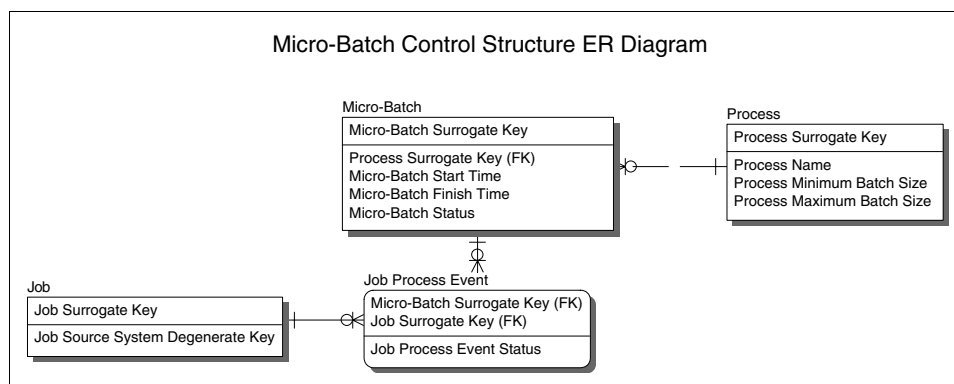 Micro-Batch Control Structure ER Diagram
Micro-Batch
Micro-Batch Surrogate Key
Process Surrogate Key (FK)
Micro-Batch Start Time
Micro-Batch Finish Time
Micro-Batch Status
Process
Process Surrogate Key
Process Name
Process Minimum Batch Size
Process Maximum Batch Size
Job
Job Surrogate Key
Job Source System Degenerate Key
Job Process Event
Micro-Batch Surrogate Key (FK)
Job Surrogate Key (FK)
Job Process Event Status